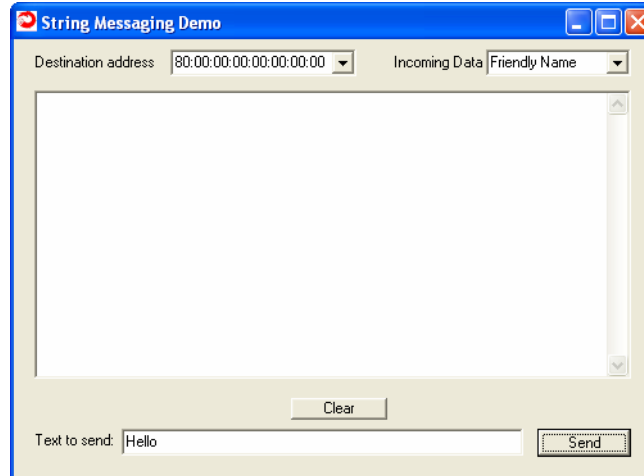 String Messaging Demo
Destination address 80:00:00:00:00:00:00:00 Incoming Data Friendly Name
Clear
Text to send: Hello Send